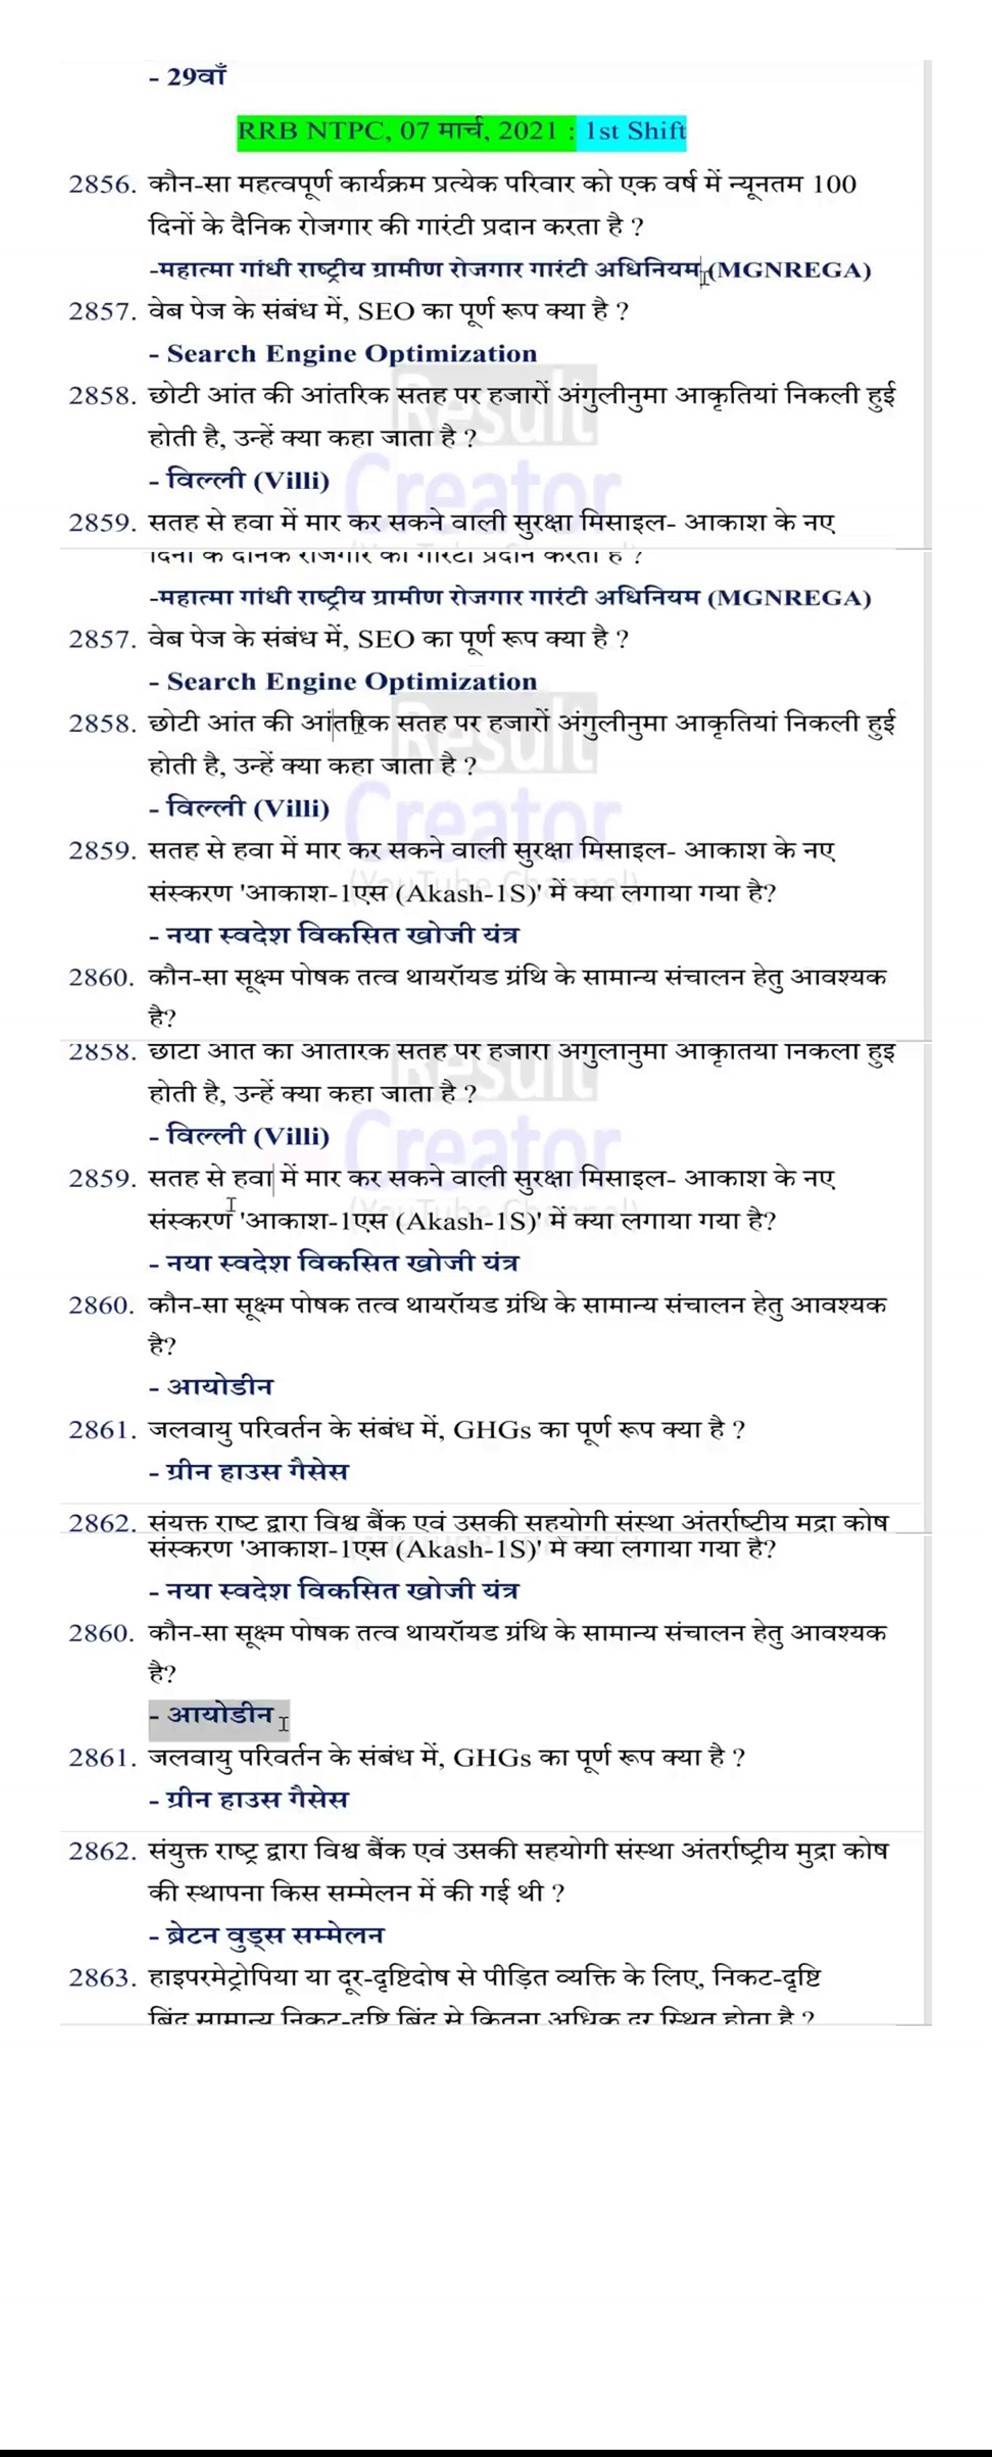 - 29वाँ
RRB NTPC, 07 मार्च, 2021 : 1st Shift
2856. कौन-सा महत्वपूर्ण कार्यक्रम प्रत्येक परिवार को एक वर्ष में न्यूनतम 100
दिनों के दैनिक रोजगार की गारंटी प्रदान करता है ?
-महात्मा गांधी राष्ट्रीय ग्रामीण रोजगार गारंटी अधिनियम (MGNREGA)
2857. वेब पेज के संबंध में, SEO का पूर्ण रूप क्या है ?
- Search Engine Optimization
2858. छोटी आंत की आंतरिक सतह पर हजारों अंगुलीनुमा आकृतियां निकली हुई
होती है, उन्हें क्या कहा जाता है ?
- विल्ली (Villi)
2859. सतह से हवा में मार कर सकने वाली सुरक्षा मिसाइल- आकाश के नए
दिनों के दैनिक रोजगार की गारंटी प्रदान करता है ?
-महात्मा गांधी राष्ट्रीय ग्रामीण रोजगार गारंटी अधिनियम (MGNREGA)
2857. वेब पेज के संबंध में, SEO का पूर्ण रूप क्या है ?
- Search Engine Optimization
2858. छोटी आंत की आंतरिक सतह पर हजारों अंगुलीनुमा आकृतियां निकली हुई
होती है, उन्हें क्या कहा जाता है ?
- विल्ली (Villi)
2859. सतह से हवा में मार कर सकने वाली सुरक्षा मिसाइल- आकाश के नए
संस्करण 'आकाश-1एस (Akash-1S)' में क्या लगाया गया है?
- नया स्वदेश विकसित खोजी यंत्र
2860. कौन-सा सूक्ष्म पोषक तत्व थायरॉयड ग्रंथि के सामान्य संचालन हेतु आवश्यक
है?
2858. छोटी आंत की आंतरिक सतह पर हजारों अंगुलीनुमा आकृतियां निकली हुई
होती है, उन्हें क्या कहा जाता है ?
- विल्ली (Villi)
2859. सतह से हवा में मार कर सकने वाली सुरक्षा मिसाइल- आकाश के नए
संस्करण 'आकाश-1एस (Akash-1S)' में क्या लगाया गया है?
- नया स्वदेश विकसित खोजी यंत्र
2860. कौन-सा सूक्ष्म पोषक तत्व थायरॉयड ग्रंथि के सामान्य संचालन हेतु आवश्यक
है?
- आयोडीन
2861. जलवायु परिवर्तन के संबंध में, GHGs का पूर्ण रूप क्या है ?
- ग्रीन हाउस गैसेस
2862. संयुक्त राष्ट्र द्वारा विश्व बैंक एवं उसकी सहयोगी संस्था अंतर्राष्ट्रीय मुद्रा कोष
संस्करण 'आकाश-1एस (Akash-1S)' में क्या लगाया गया है?
- नया स्वदेश विकसित खोजी यंत्र
2860. कौन-सा सूक्ष्म पोषक तत्व थायरॉयड ग्रंथि के सामान्य संचालन हेतु आवश्यक
है?
- आयोडीन
2861. जलवायु परिवर्तन के संबंध में, GHGs का पूर्ण रूप क्या है ?
- ग्रीन हाउस गैसेस
2862. संयुक्त राष्ट्र द्वारा विश्व बैंक एवं उसकी सहयोगी संस्था अंतर्राष्ट्रीय मुद्रा कोष
की स्थापना किस सम्मेलन में की गई थी ?
- ब्रेटन वुड्स सम्मेलन
2863. हाइपरमेट्रोपिया या दूर-दृष्टिदोष से पीड़ित व्यक्ति के लिए, निकट-दृष्टि
बिंदु सामान्य निकट-दृष्टि बिंदु से कितना अधिक दूर स्थित होता है ?
Result
Creator
(YouTube Channel)